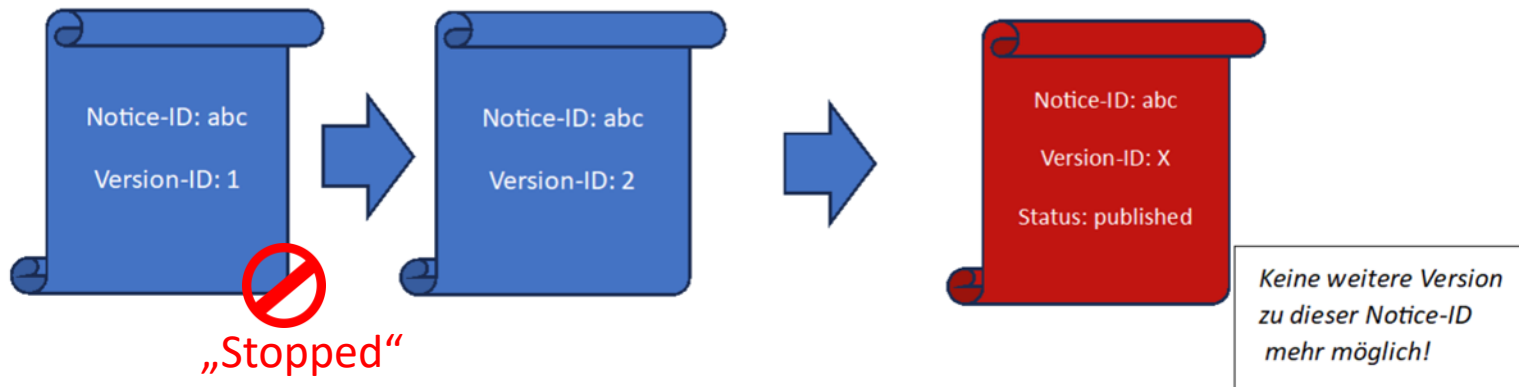 Notice-ID: abc
Version-ID: 1
„Stopped“
Notice-ID: abc
Version-ID: 2
Notice-ID: abc
Version-ID: X
Status: published
Keine weitere Version
zu dieser Notice-ID
mehr möglich!